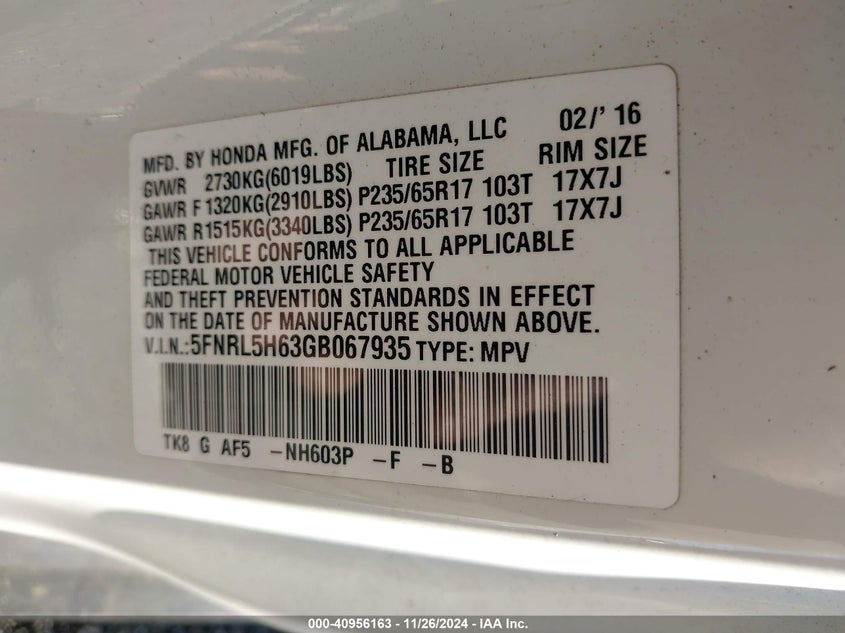 MFD. BY HONDA MFG. OF ALABAMA, LLC 02/' 16
GVWR 2730KG(6019LBS) TIRE SIZE RIM SIZE
GAWR F 1320KG(2910LBS) P235/65R17 103T 17X7J
GAWR R1515KG(3340LBS) P235/65R17 103T 17X7J
THIS VEHICLE CONFORMS TO ALL APPLICABLE
FEDERAL MOTOR VEHICLE SAFETY
AND THEFT PREVENTION STANDARDS IN EFFECT
ON THE DATE OF MANUFACTURE SHOWN ABOVE.
V.I.N.:5FNRL5H63GB067935 TYPE: MPV
TK8 G AF5 -NH603P -F -B
000-40956163 - 11/26/2024 - IAA Inc.